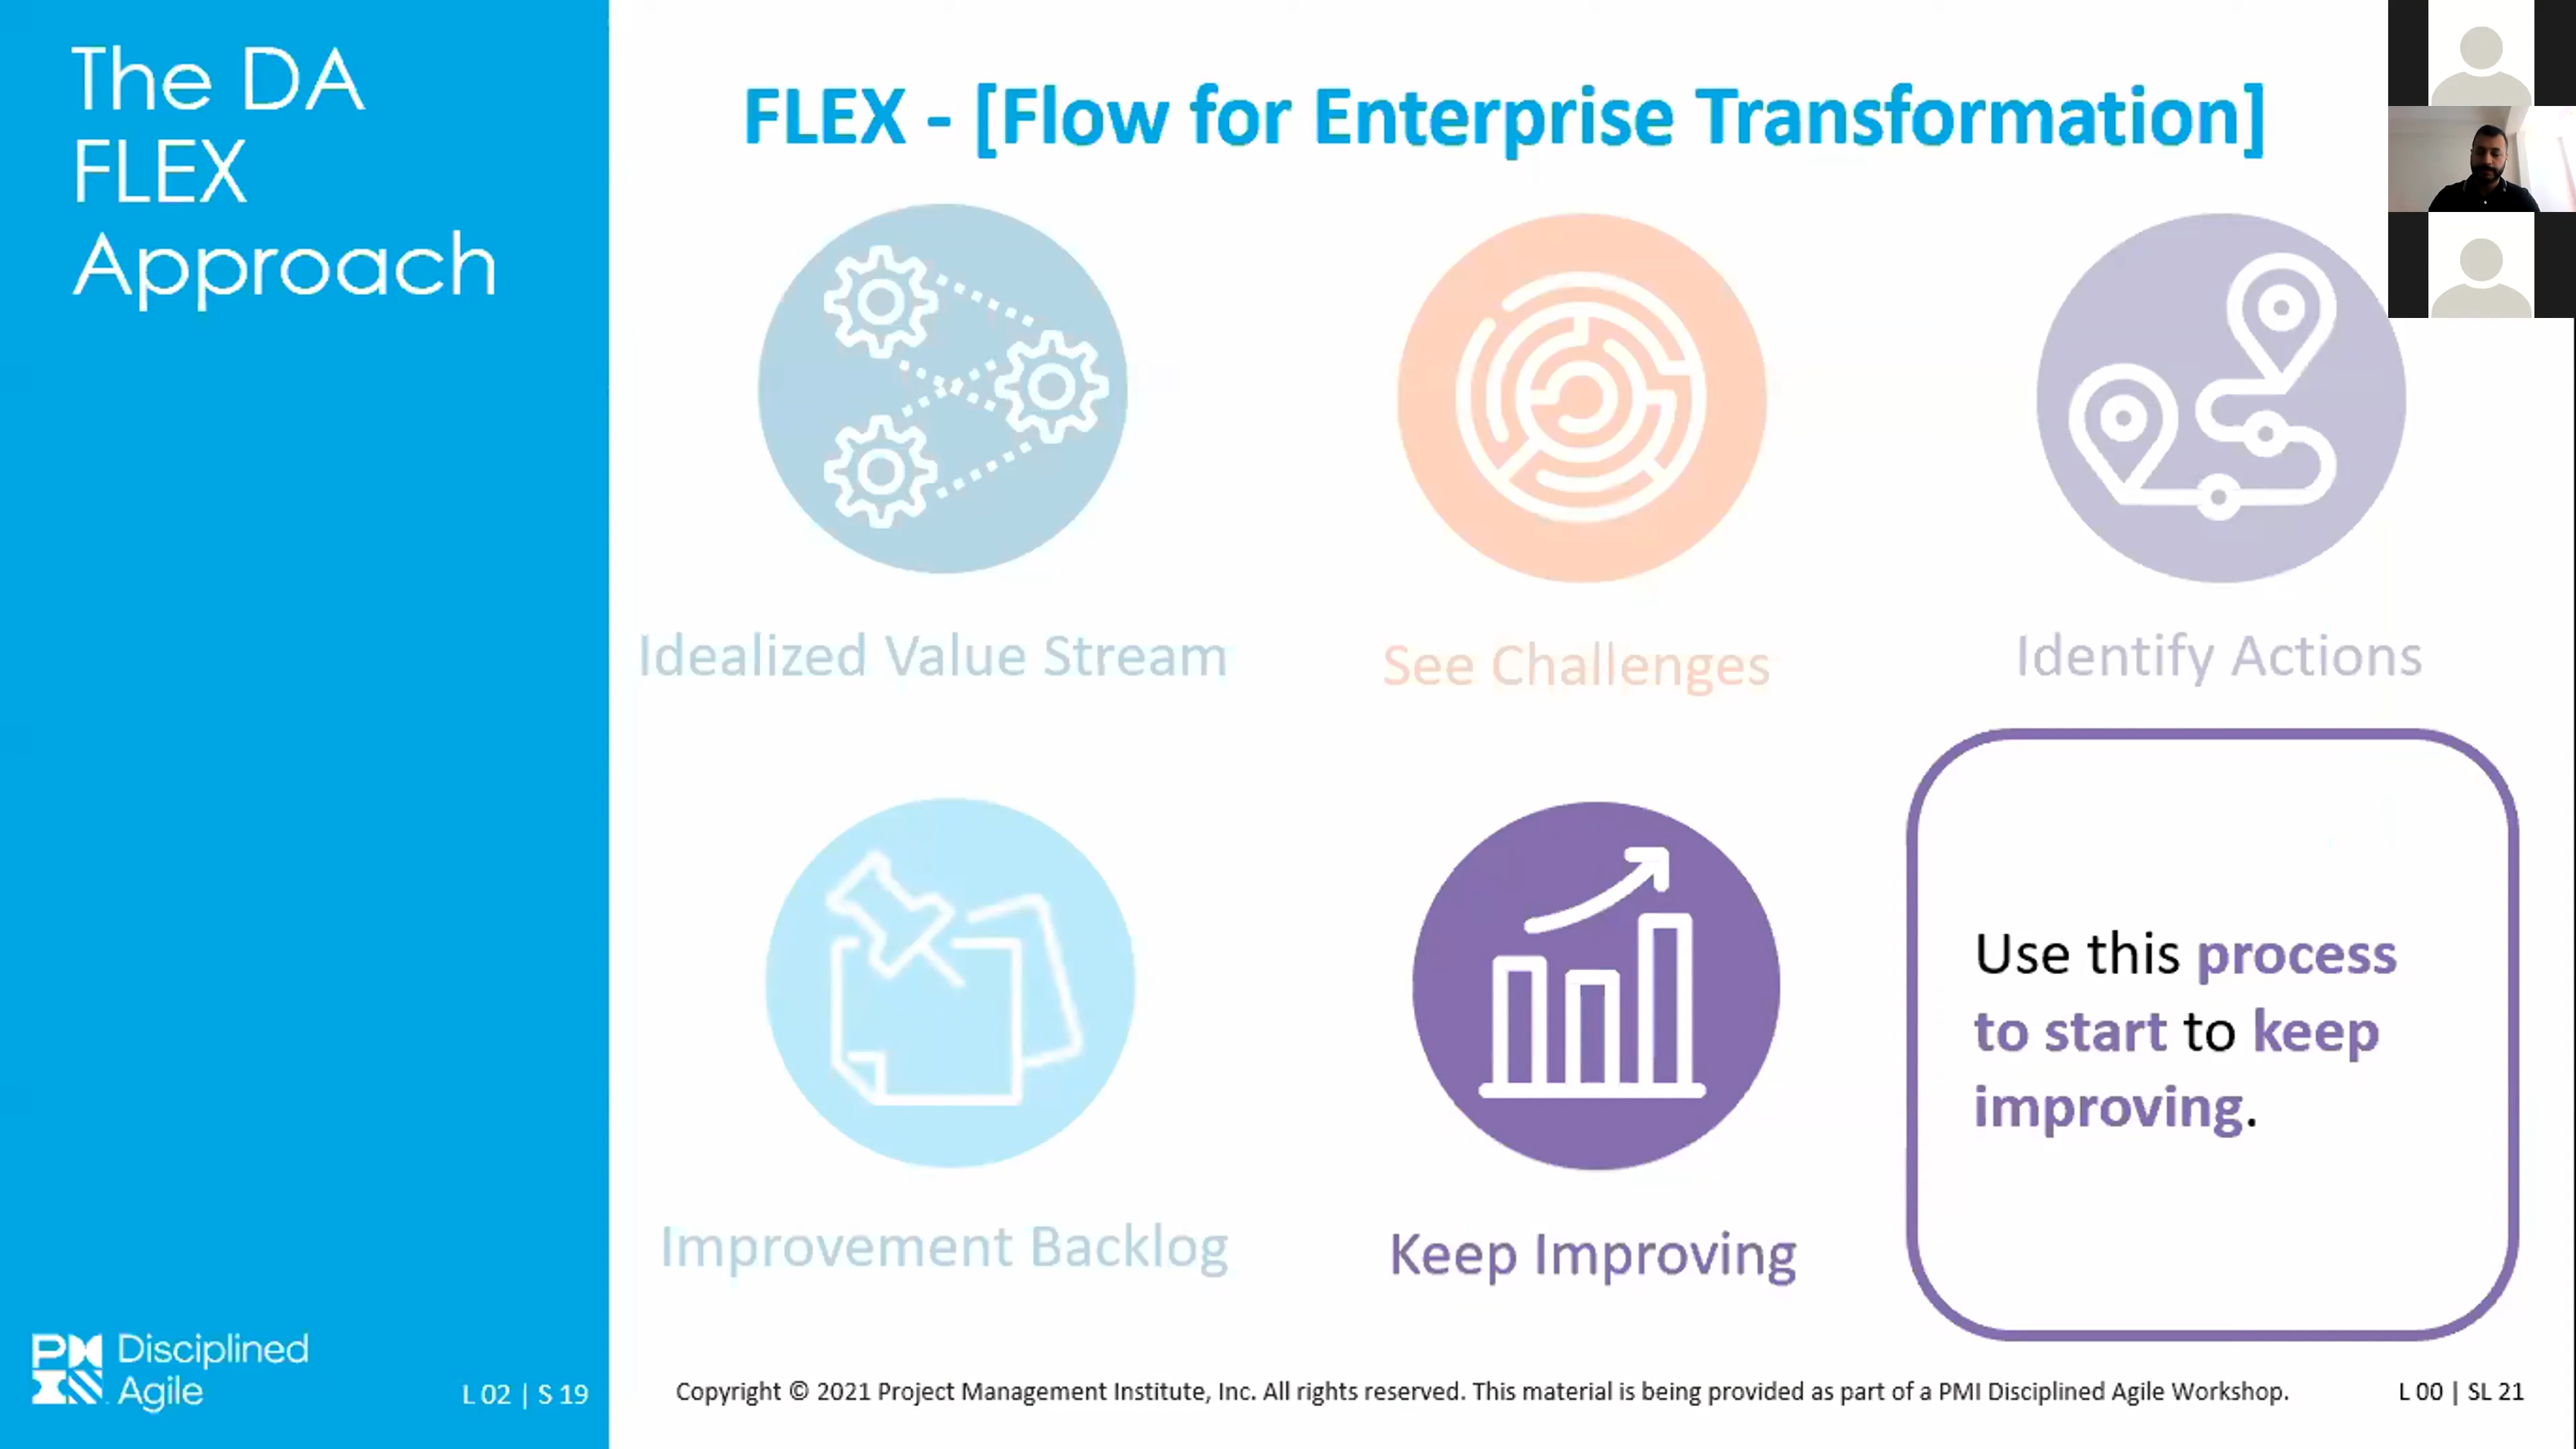 The DA
FLEX
Approach
FLEX - [Flow for Enterprise Transformation]
Idealized Value Stream
See Challenges
Identify Actions
Improvement Backlog
Keep Improving
Use this process
to start to keep
improving.
Disciplined
Agile
L 02 | S 19
Copyright © 2021 Project Management Institute, Inc. All rights reserved. This material is being provided as part of a PMI Disciplined Agile Workshop.
L 00 | SL 21